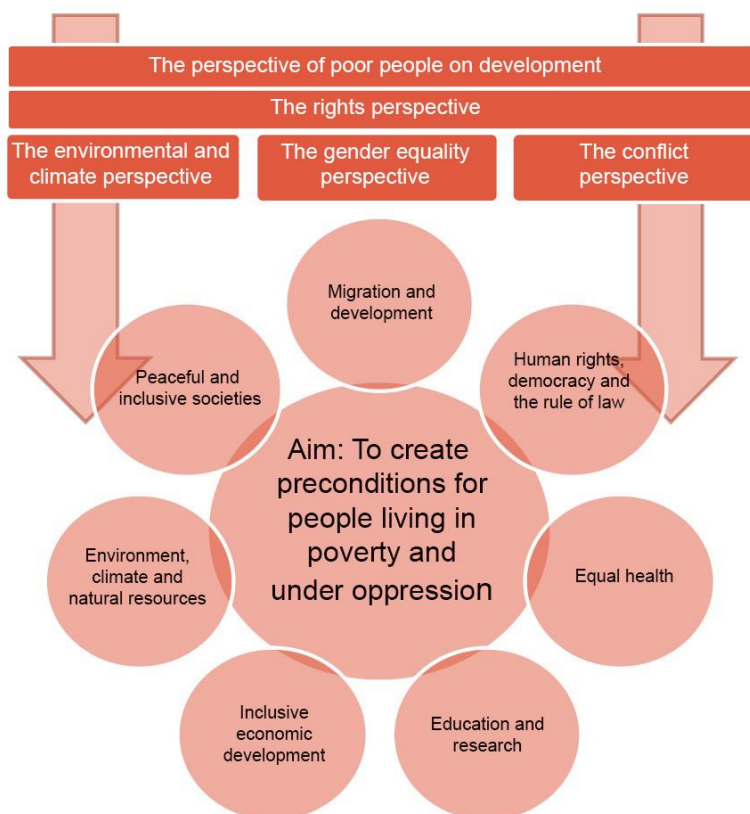 The perspective of poor people on development
The rights perspective
The environmental and
climate perspective
The gender equality
perspective
The conflict
perspective
Migration and
development
Human rights,
democracy and
the rule of law
Peaceful and
inclusive societies
Aim: To create
preconditions for
people living in
poverty and
under oppression
Environment,
climate and
natural resources
Equal health
Inclusive
economic
development
Education and
research